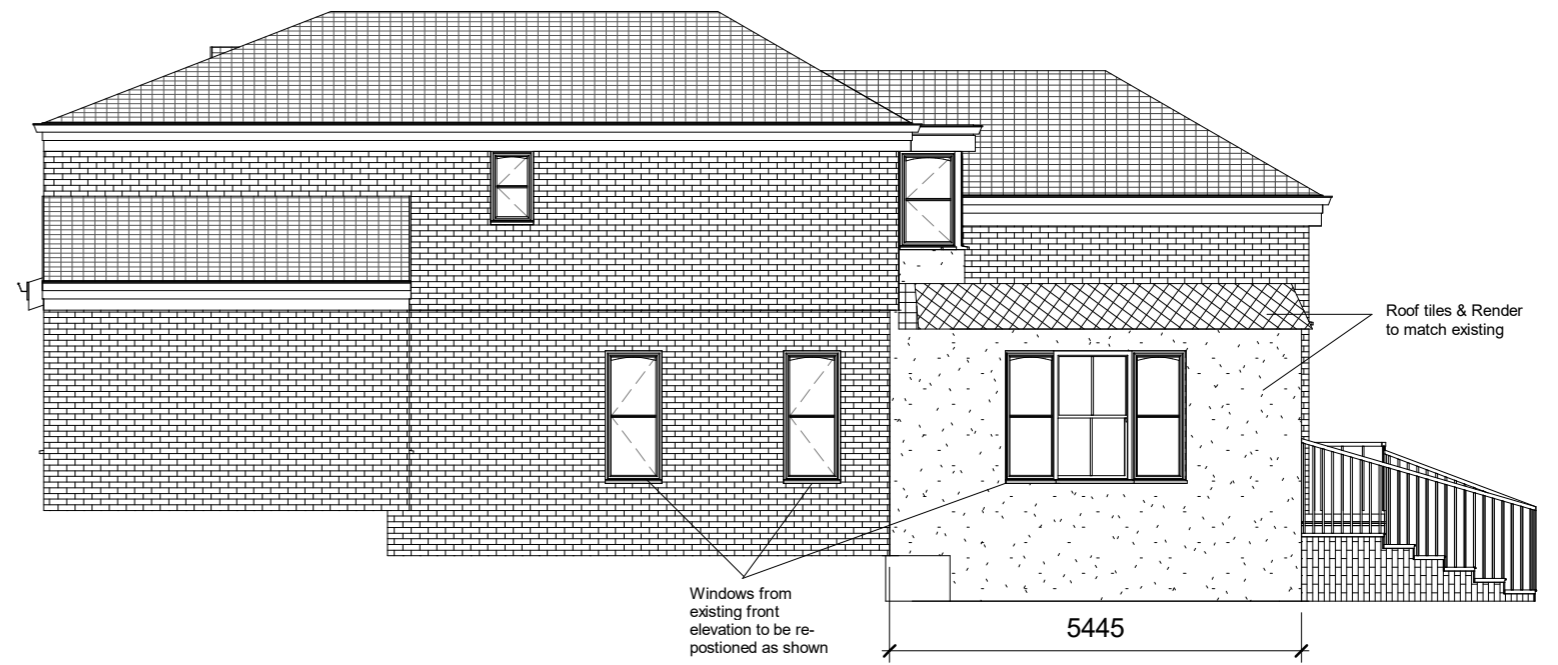 Roof tiles & Render
to match existing
Windows from
existing front
elevation to be re-
postioned as shown
5445